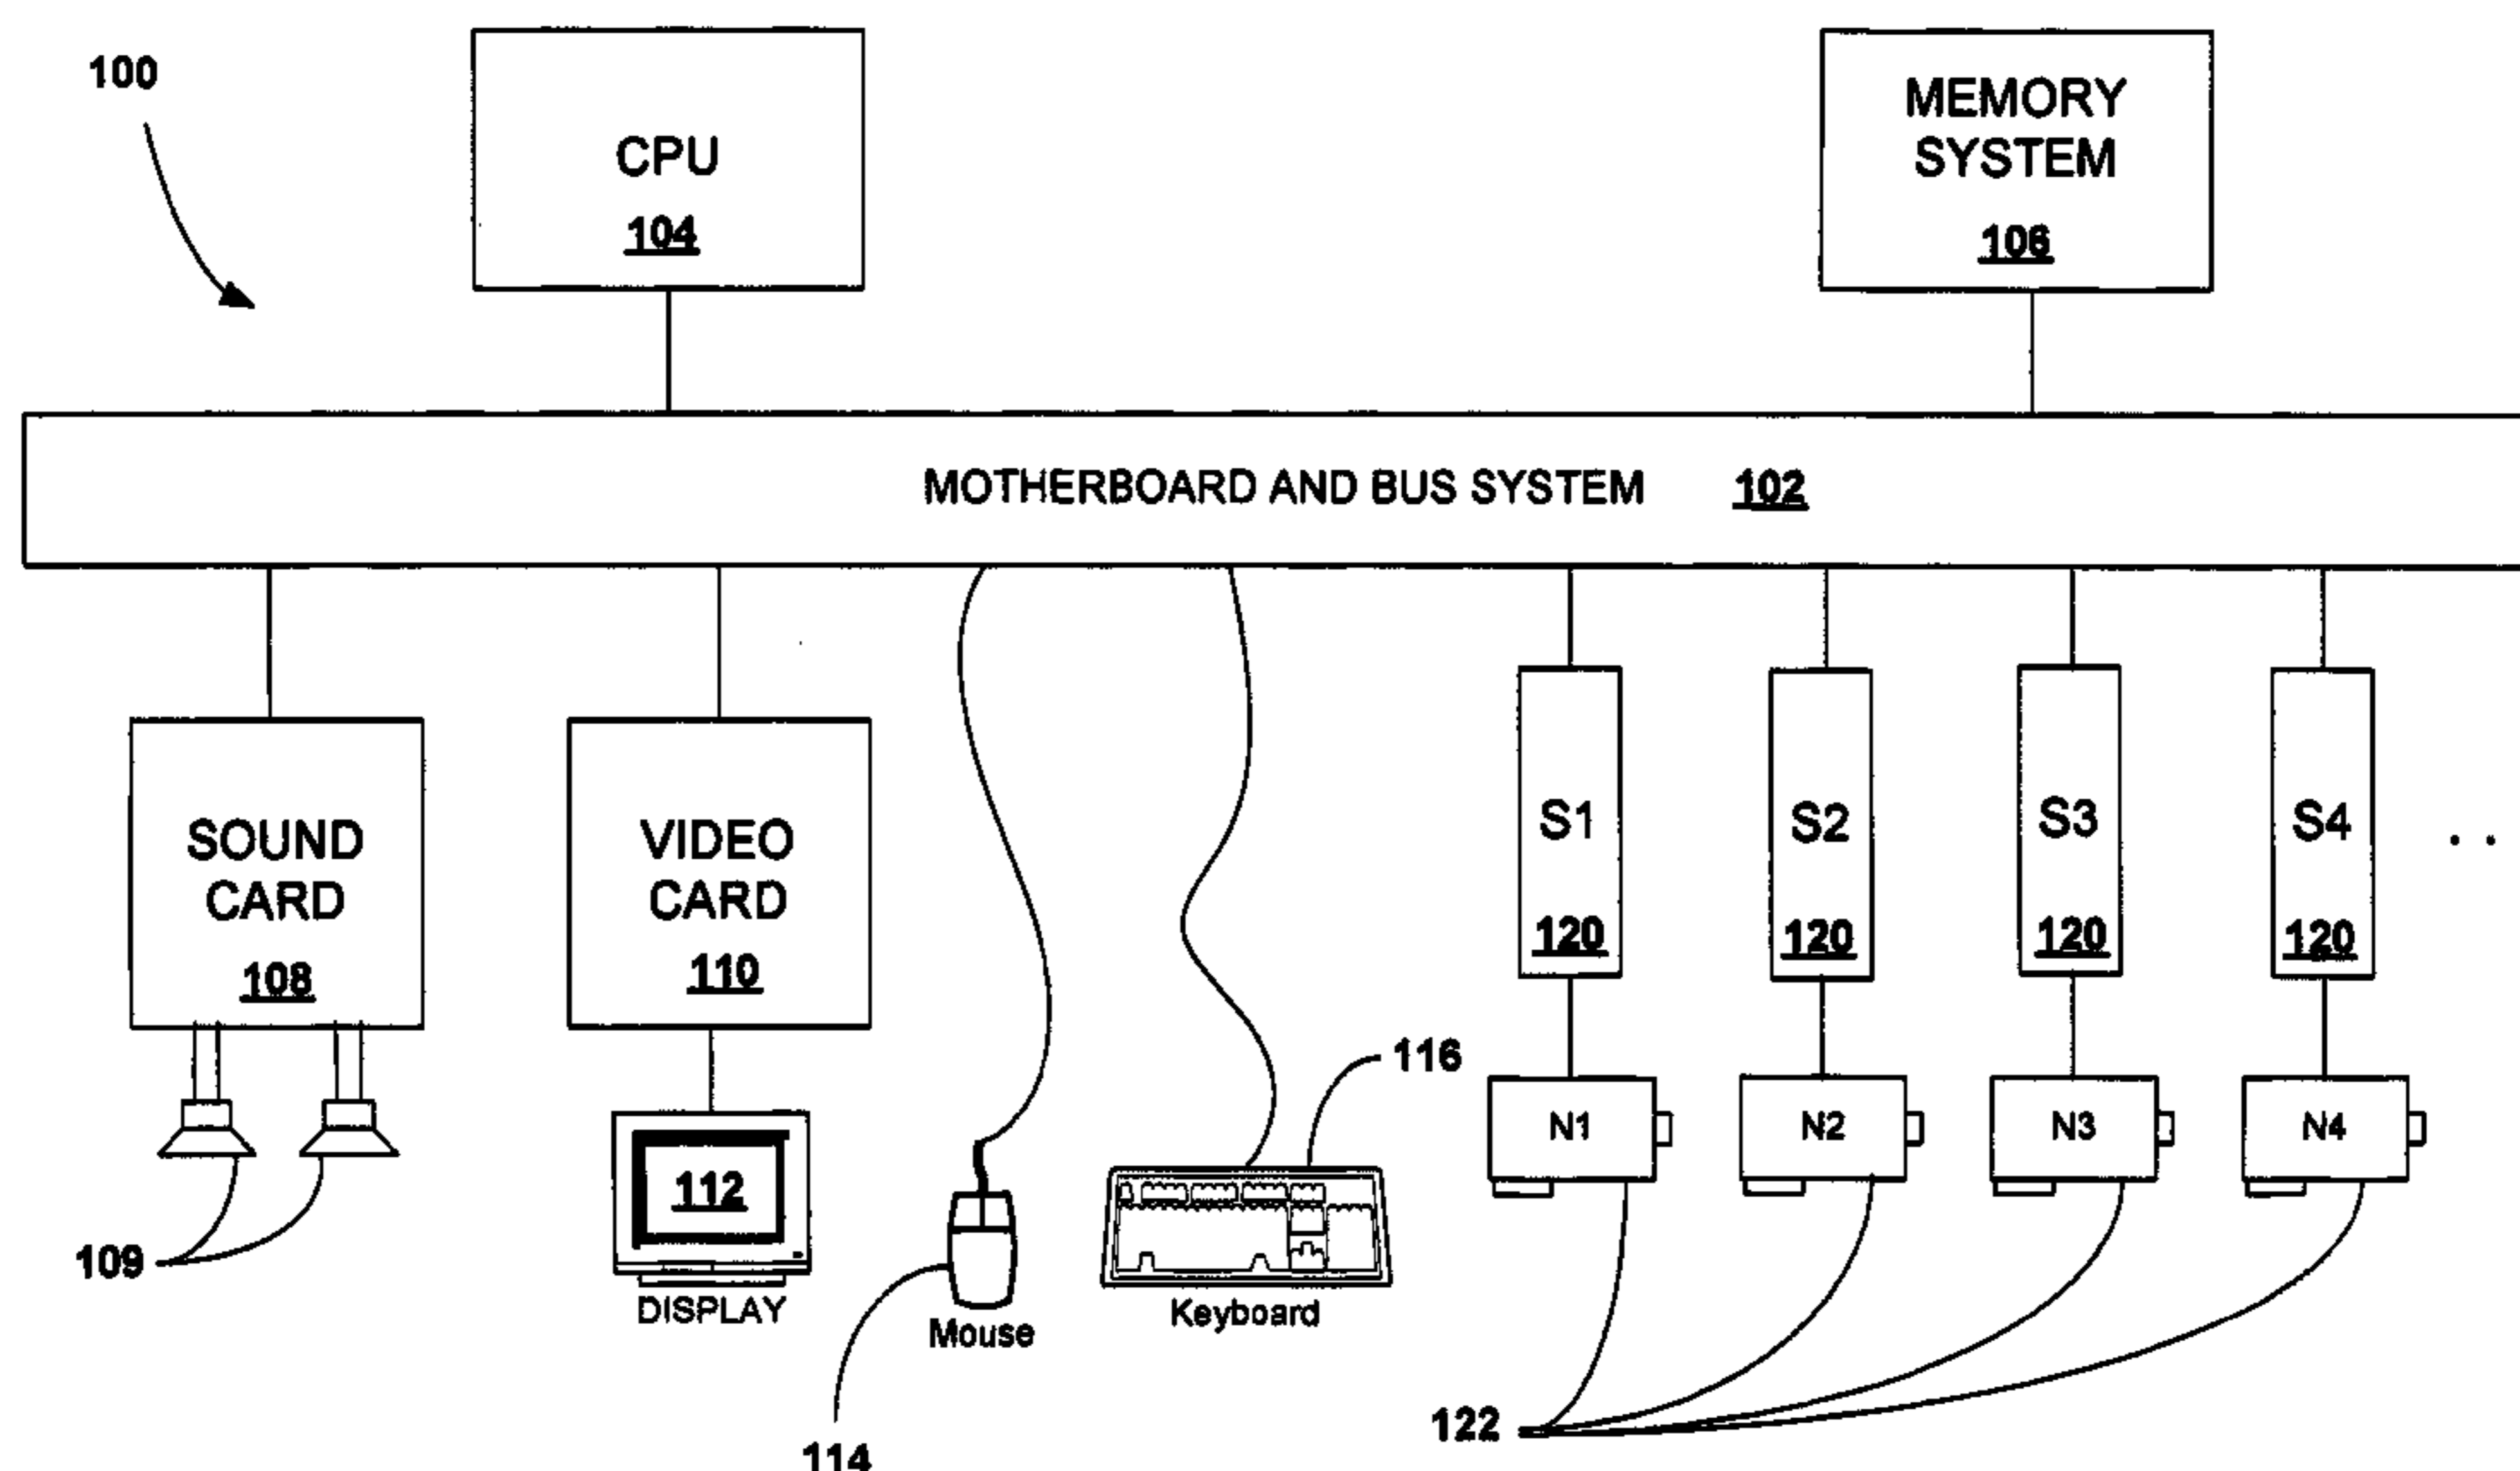 100
CPU
104
MEMORY
SYSTEM
106
MOTHERBOARD AND BUS SYSTEM 102
SOUND
CARD
108
VIDEO
CARD
110
S1
120
S2
120
S3
120
S4
120
. .
116
N1
N2
N3
N4
109
112
DISPLAY
Mouse
Keyboard
114
122